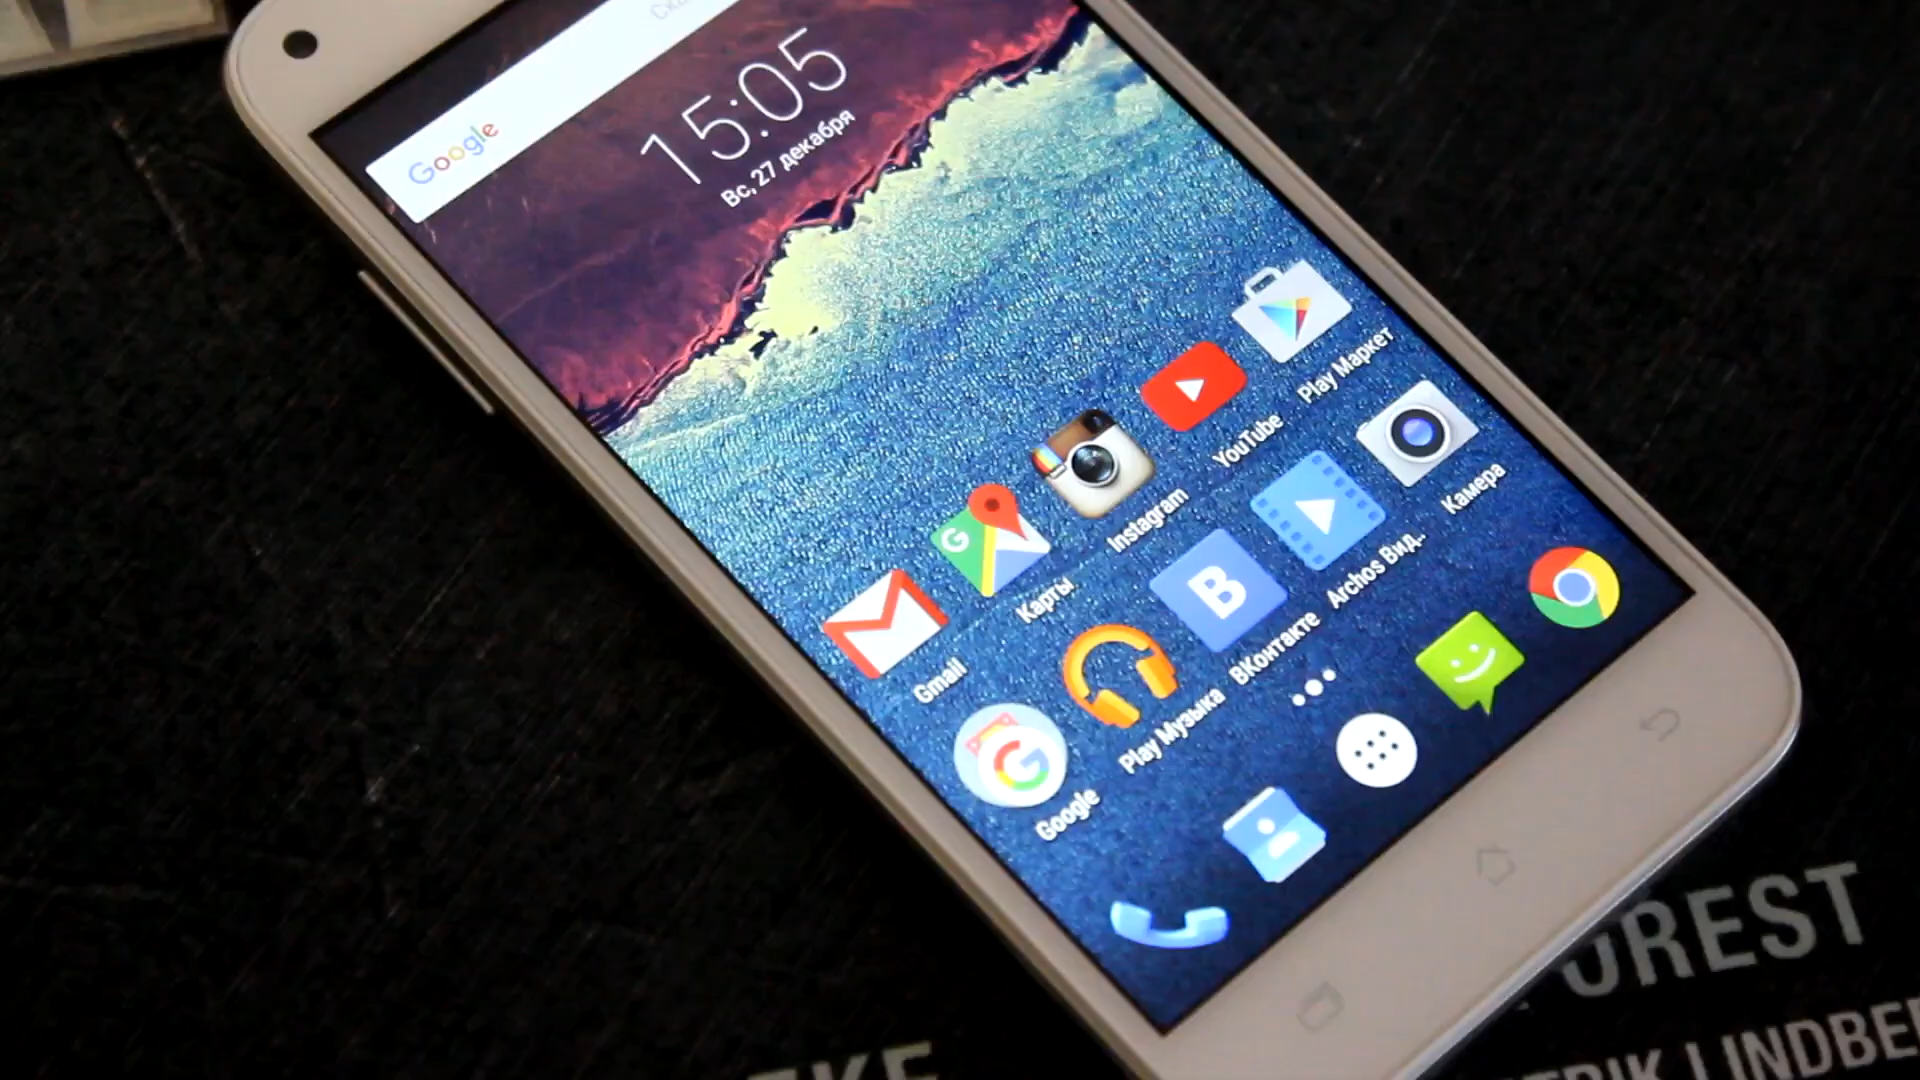 Google
15:05
Вс, 27 декабря
Play Маркет
YouTube
Instagram
Карты
Gmail
Камера
Archos Вид..
ВКонтакте
Play Музыка
Google